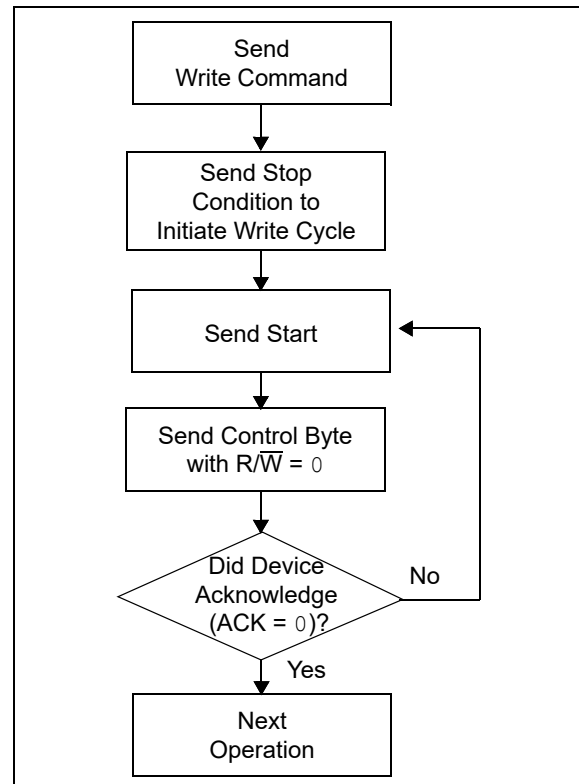 Send
Write Command
Send Stop
Condition to
Initiate Write Cycle
Send Start
Send Control Byte
with R/W̅ = 0
Did Device
Acknowledge
(ACK = 0)?
No
Yes
Next
Operation